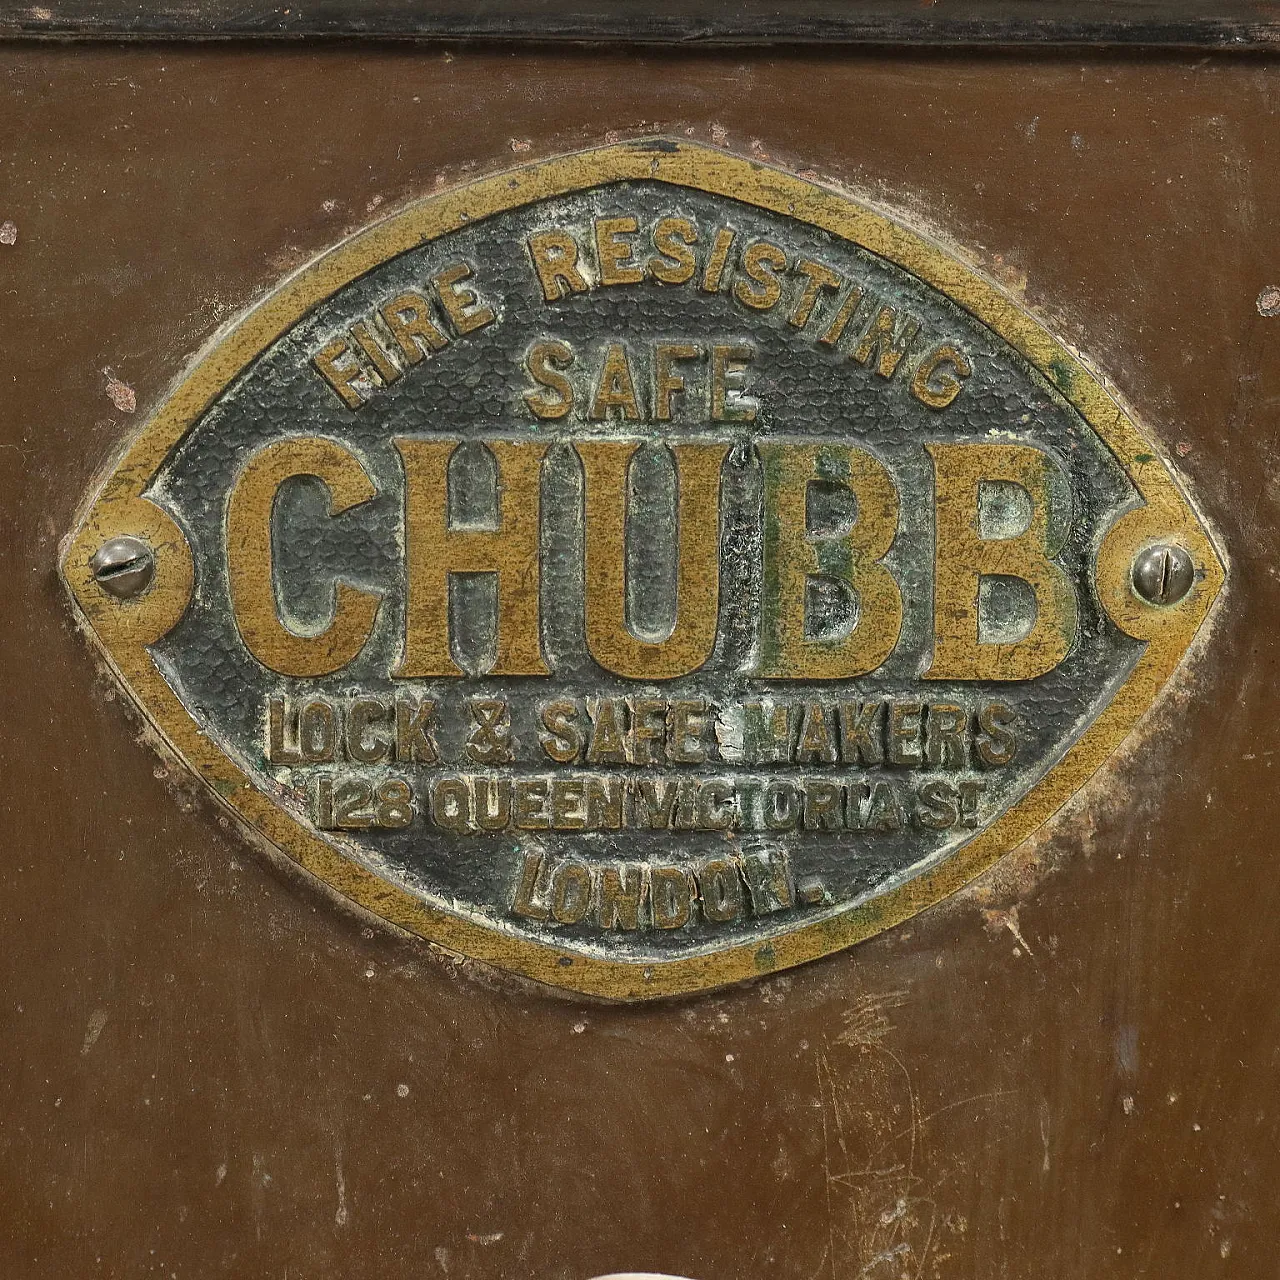 FIRE RESISTING
SAFE
CHUBB
LOCK & SAFE MAKERS
128 QUEEN VICTORIA ST
LONDON.